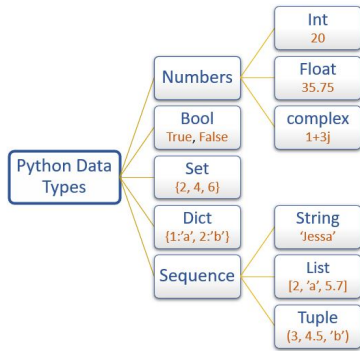 Python Data
Types
Numbers
Int
20
Float
35.75
complex
1+3j
Bool
True, False
Set
{2, 4, 6}
Dict
{1:'a', 2:'b'}
Sequence
String
'Jessa'
List
[2, 'a', 5.7]
Tuple
(3, 4.5, 'b')